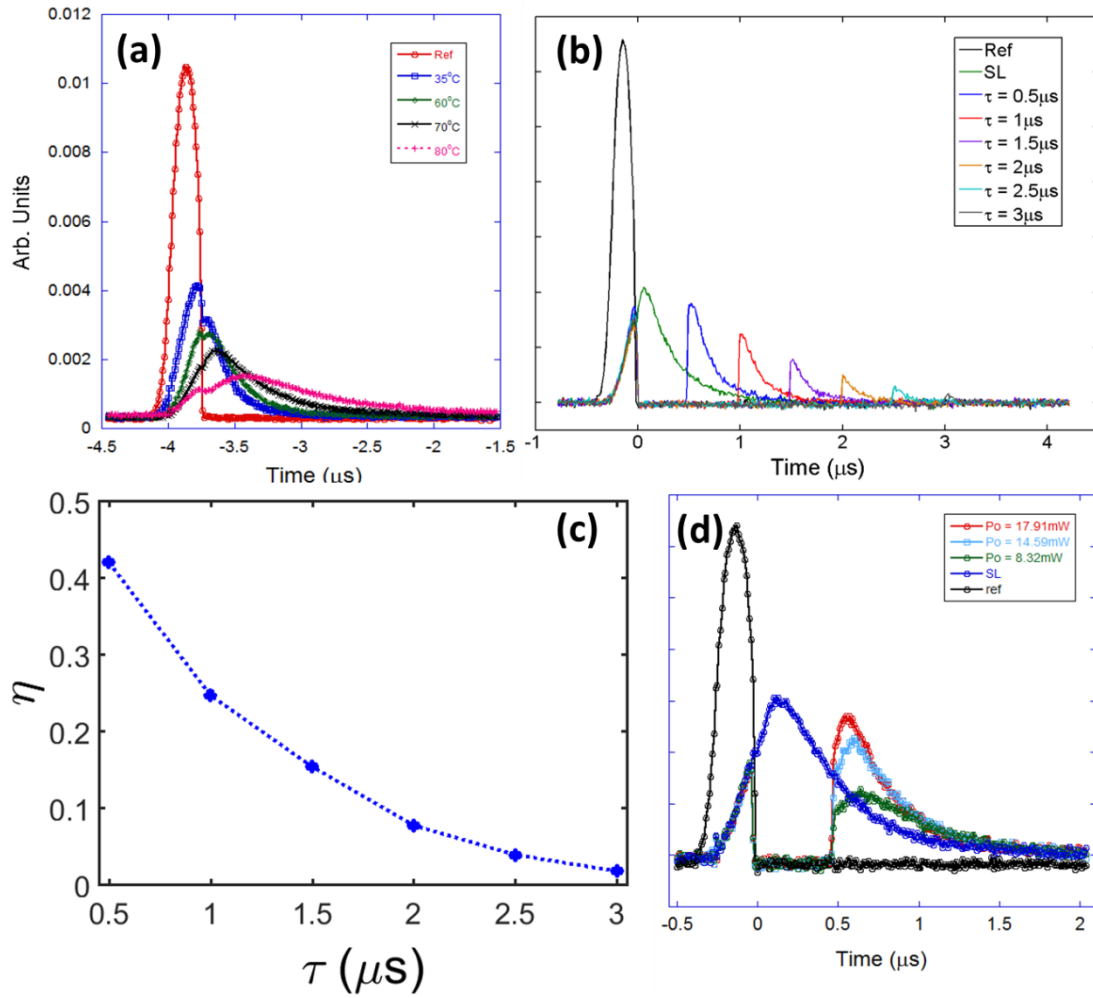 (a)
0.012
0.01
0.008
0.006
0.004
0.002
0
Arb. Units
Ref
35°C
60°C
70°C
80°C
-4.5 -4 -3.5 -3 -2.5 -2 -1.5
Time (μs)
(b)
Ref
SL
τ = 0.5μs
τ = 1μs
τ = 1.5μs
τ = 2μs
τ = 2.5μs
τ = 3μs
-1 0 1 2 3 4
Time (μs)
(c)
0.5
0.4
0.3
0.2
0.1
0
η
0.5 1 1.5 2 2.5 3
τ (μs)
(d)
Po = 17.91mW
Po = 14.59mW
Po = 8.32mW
SL
ref
-0.5 0 0.5 1 1.5 2
Time (μs)